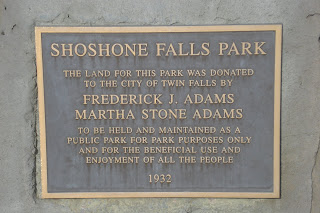 SHOSHONE FALLS PARK
THE LAND FOR THIS PARK WAS DONATED
TO THE CITY OF TWIN FALLS BY
FREDERICK J. ADAMS
MARTHA STONE ADAMS
TO BE HELD AND MAINTAINED AS A
PUBLIC PARK FOR PARK PURPOSES ONLY
AND FOR THE BENEFICIAL USE AND
ENJOYMENT OF ALL THE PEOPLE
1932